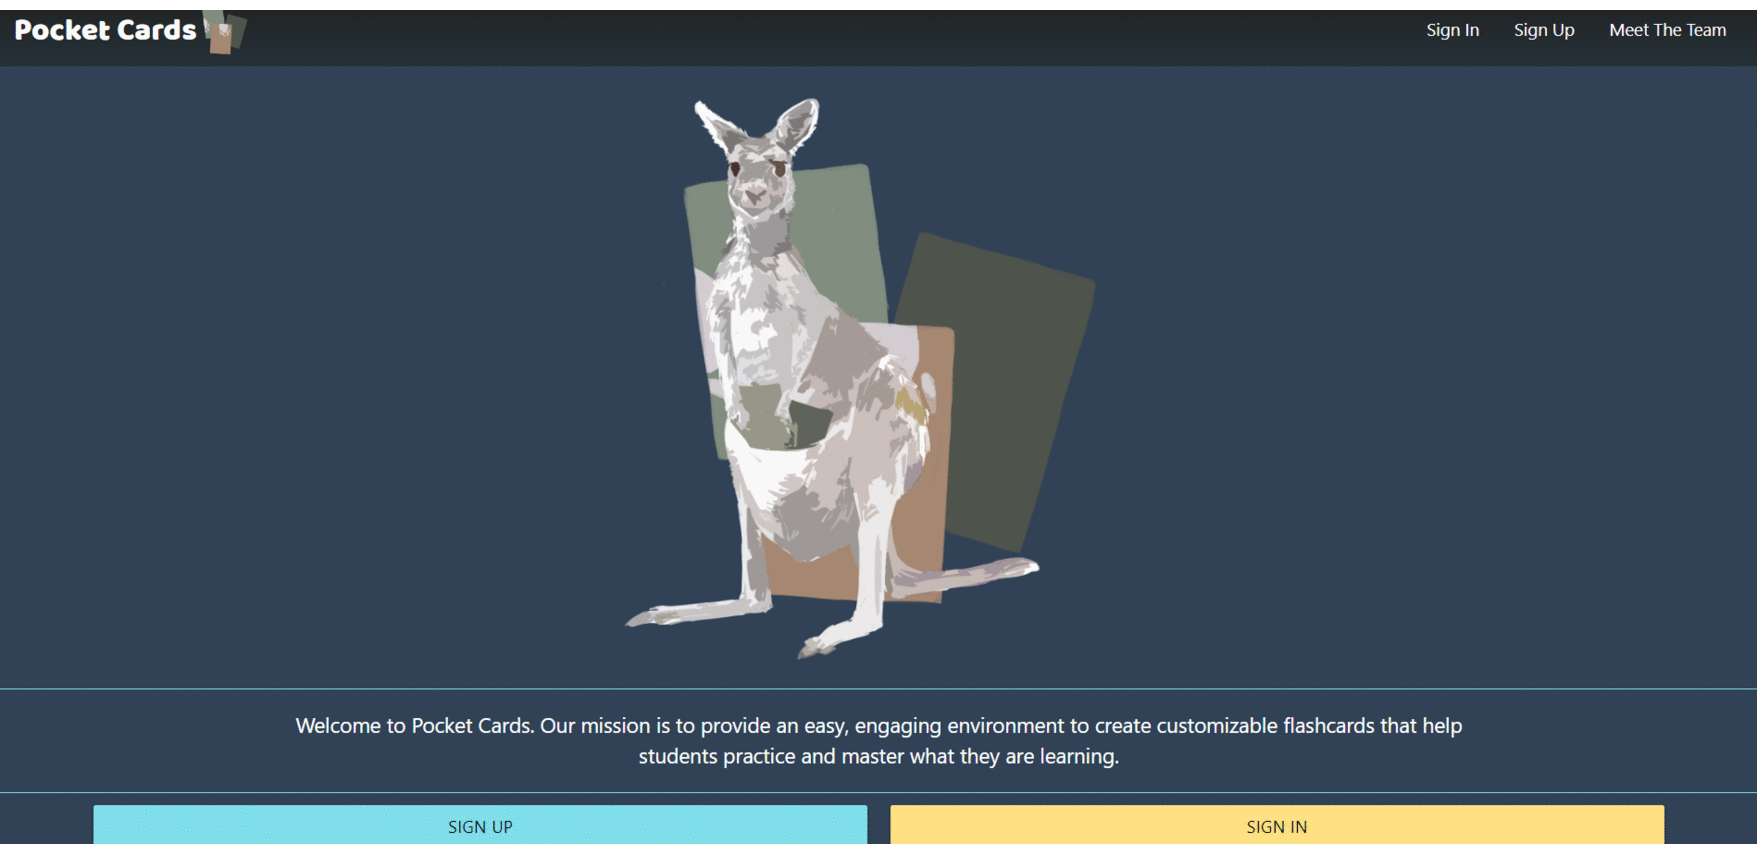 Pocket Cards
Sign In
Sign Up
Meet The Team
Welcome to Pocket Cards. Our mission is to provide an easy, engaging environment to create customizable flashcards that help
students practice and master what they are learning.
SIGN UP
SIGN IN